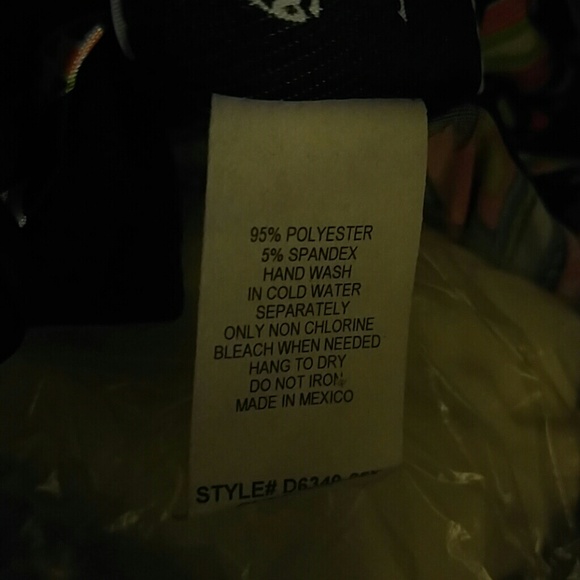 95% POLYESTER
5% SPANDEX
HAND WASH
IN COLD WATER
SEPARATELY
ONLY NON CHLORINE
BLEACH WHEN NEEDED
HANG TO DRY
DO NOT IRON
MADE IN MEXICO
STYLE#